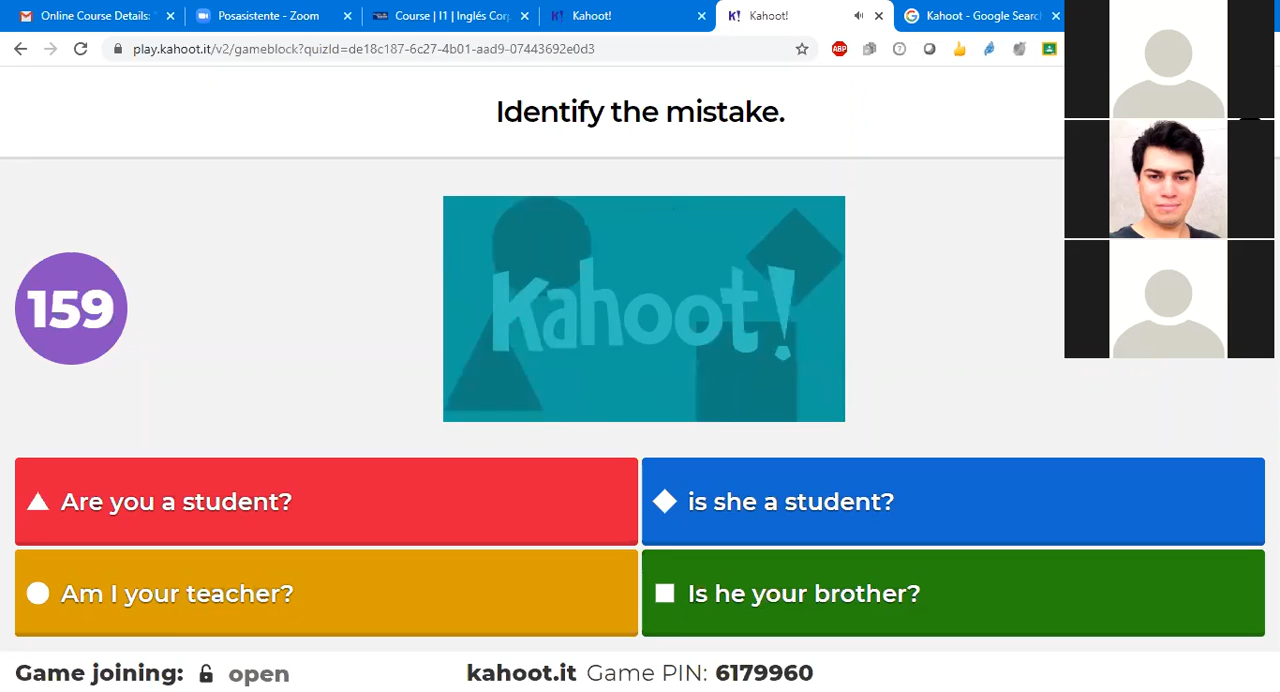 Online Course Details:
Posasistente - Zoom
Course | I1 | Inglés Corp
Kahoot!
Kahoot!
Kahoot - Google Search
play.kahoot.it/v2/gameblock?quizId=de18c187-6c27-4b01-aad9-07443692e0d3
ABP
Identify the mistake.
159
Kahoot!
Are you a student?
is she a student?
Am I your teacher?
Is he your brother?
Game joining: open
kahoot.it Game PIN: 6179960